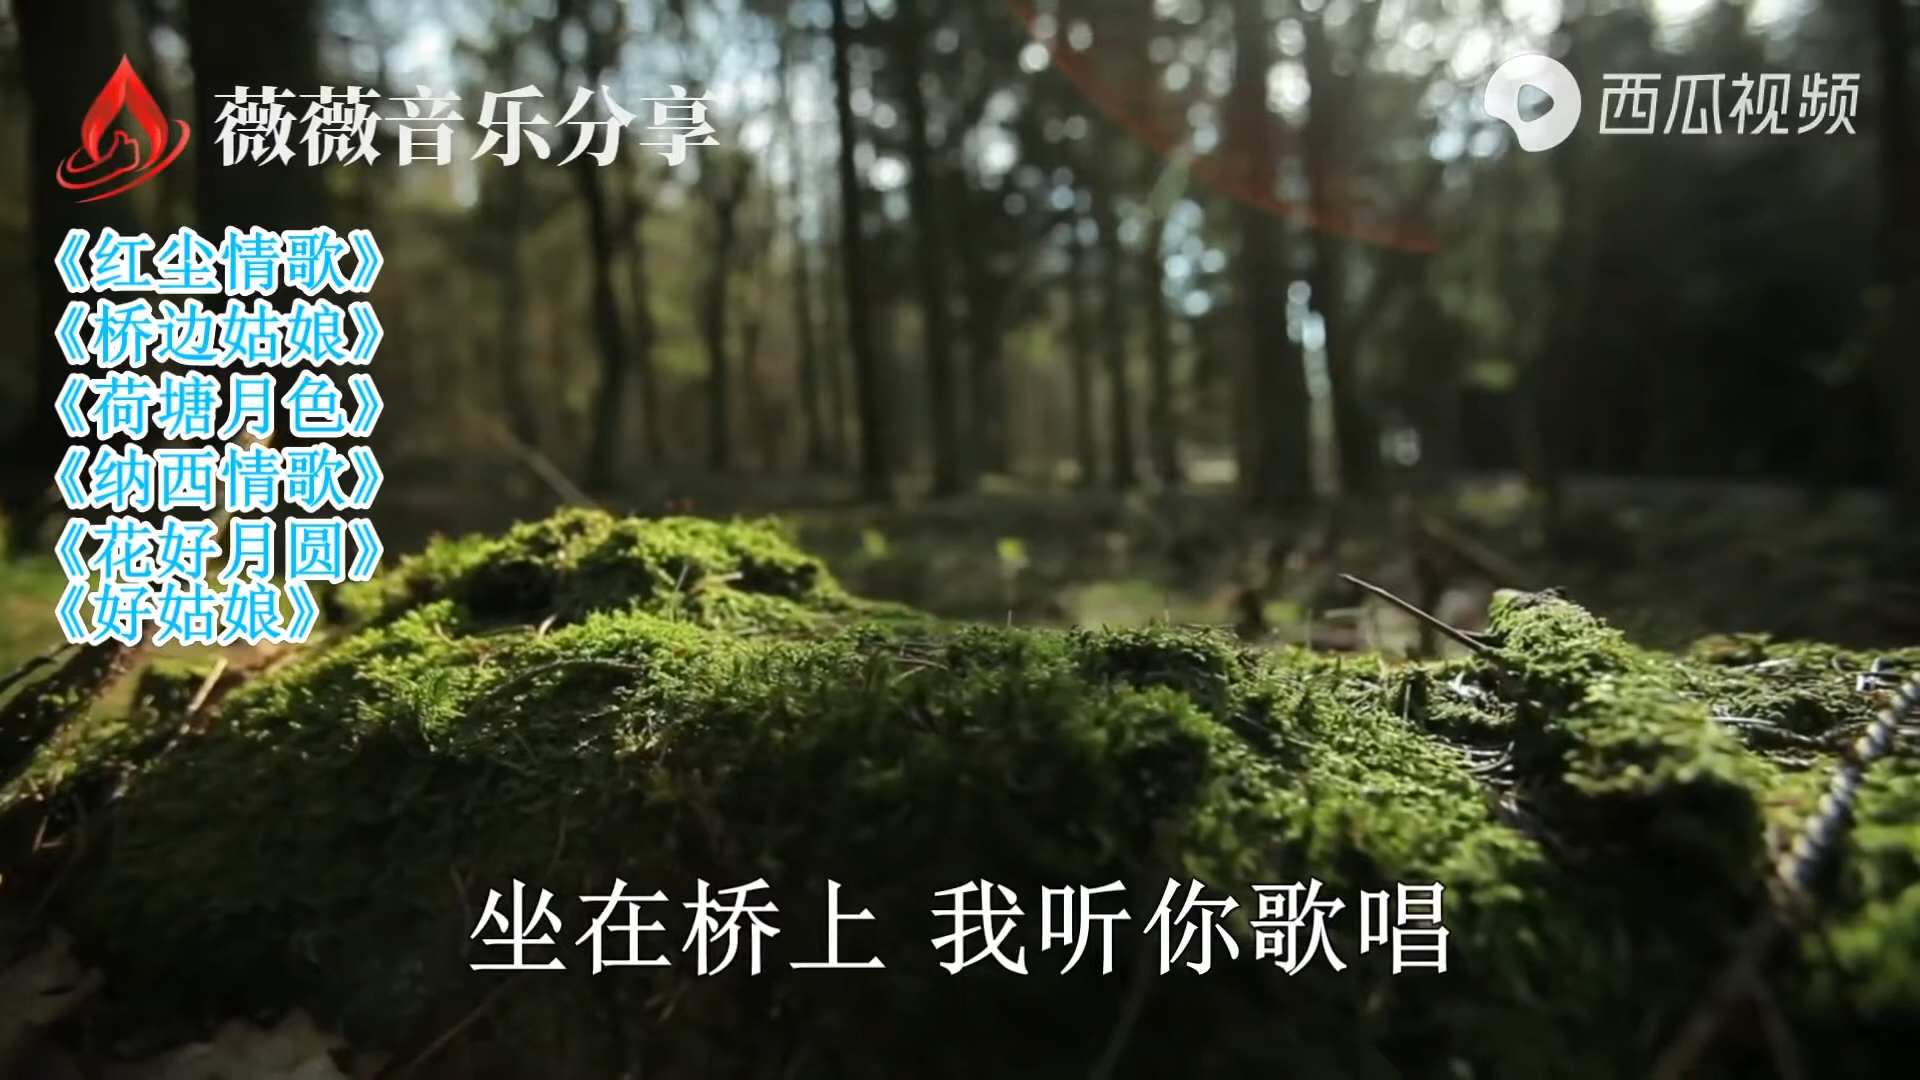 薇薇音乐分享
西瓜视频
《红尘情歌》
《桥边姑娘》
《荷塘月色》
《纳西情歌》
《花好月圆》
《好姑娘》
坐在桥上 我听你歌唱